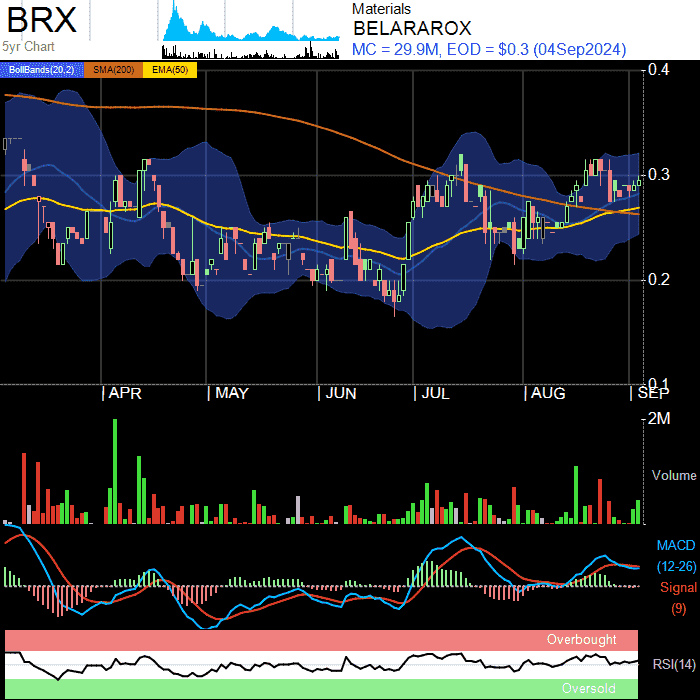 BRX
5yr Chart
Materials
BELARAROX
MC = 29.9M, EOD = $0.3 (04Sep2024)
BollBands(20,2) SMA(200) EMA(50)
0.4
0.3
0.2
0.1
APR MAY JUN JUL AUG SEP
2M
Volume
MACD
(12-26)
Signal
(9)
Overbought
RSI(14)
Oversold